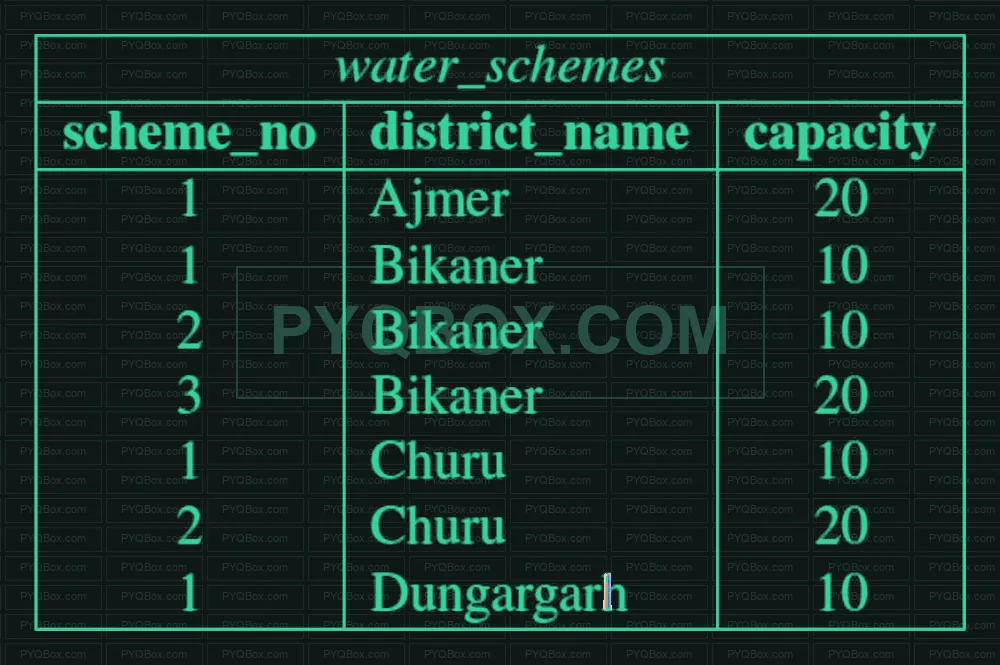 water_schemes
scheme_no district_name capacity
1 Ajmer 20
1 Bikaner 10
2 Bikaner 10
PYQBOX.COM
3 Bikaner 20
1 Churu 10
2 Churu 20
1 Dungargarh 10